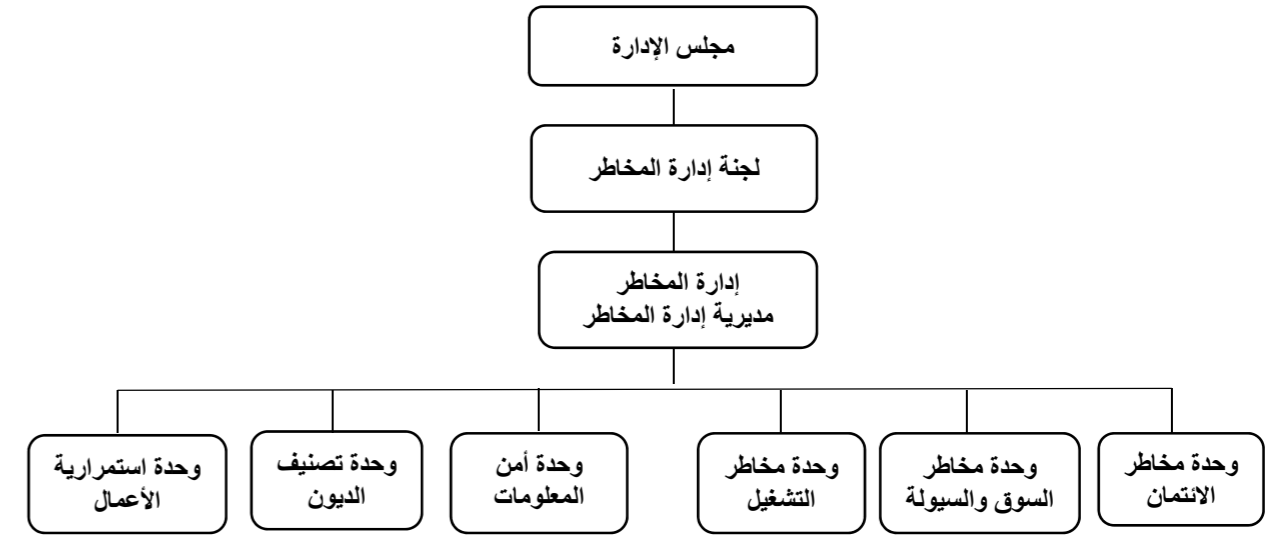 مجلس الإدارة
لجنة إدارة المخاطر
إدارة المخاطر
مديرية إدارة المخاطر
وحدة مخاطر
الائتمان
وحدة مخاطر
السوق والسيولة
وحدة مخاطر
التشغيل
وحدة أمن
المعلومات
وحدة تصنيف
الديون
وحدة استمرارية
الأعمال